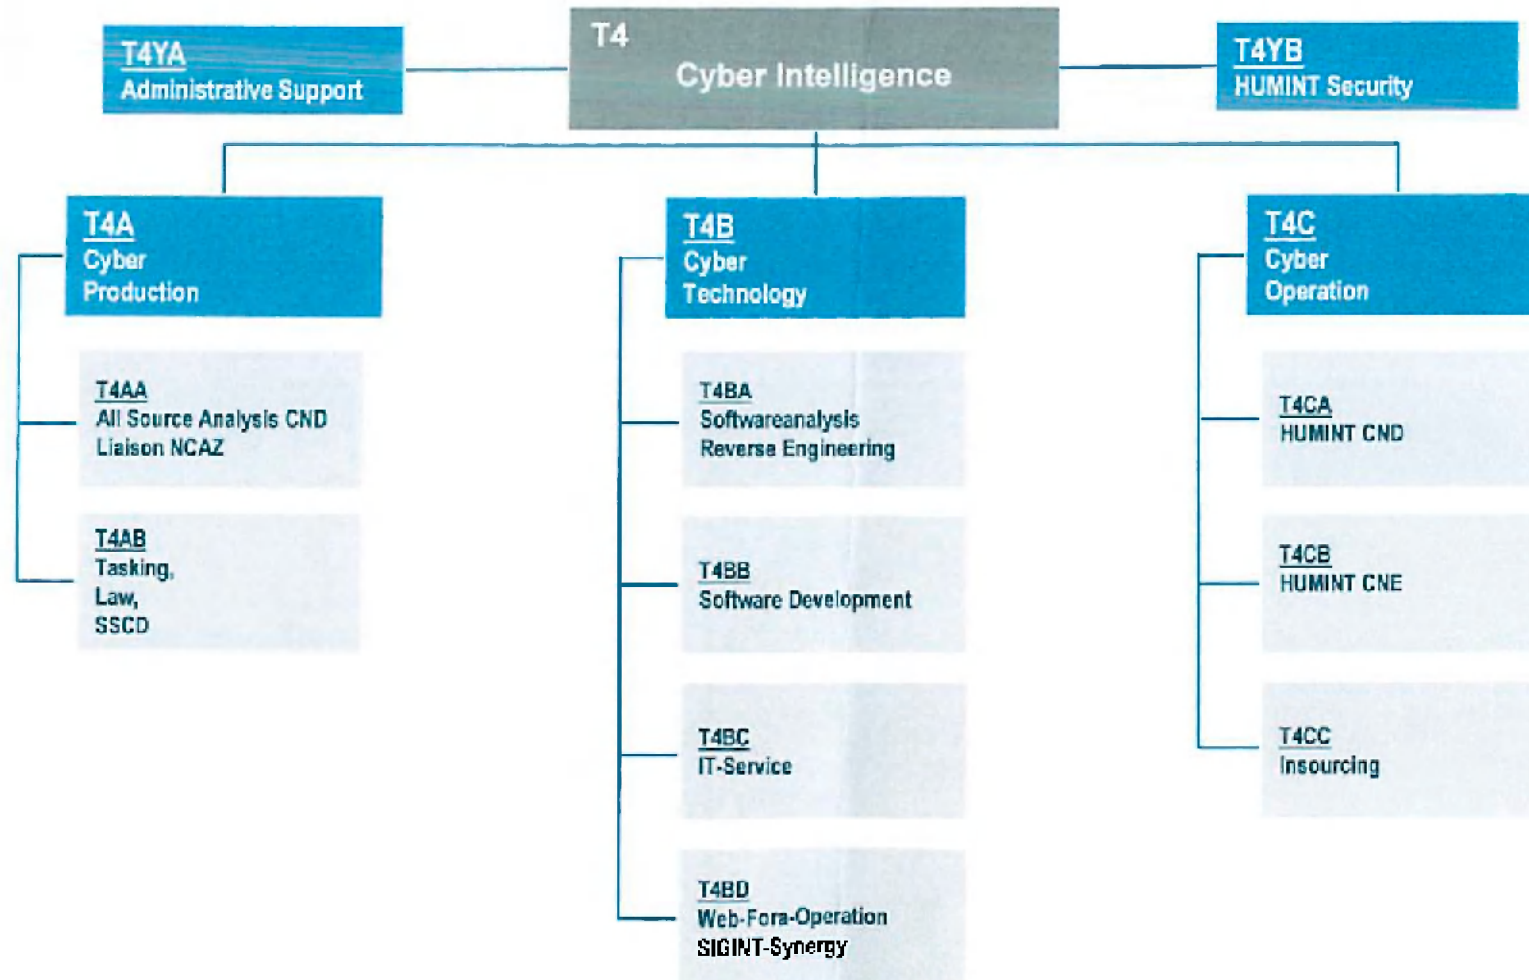 T4
Cyber Intelligence
T4YA
Administrative Support
T4YB
HUMINT Security
T4A
Cyber
Production
T4AA
All Source Analysis CND
Liaison NCAZ
T4AB
Tasking,
Law,
SSCD
T4B
Cyber
Technology
T4BA
Softwareanalysis
Reverse Engineering
T4BB
Software Development
T4BC
IT-Service
T4BD
Web-Fora-Operation
SIGINT-Synergy
T4C
Cyber
Operation
T4CA
HUMINT CND
T4CB
HUMINT CNE
T4CC
Insourcing